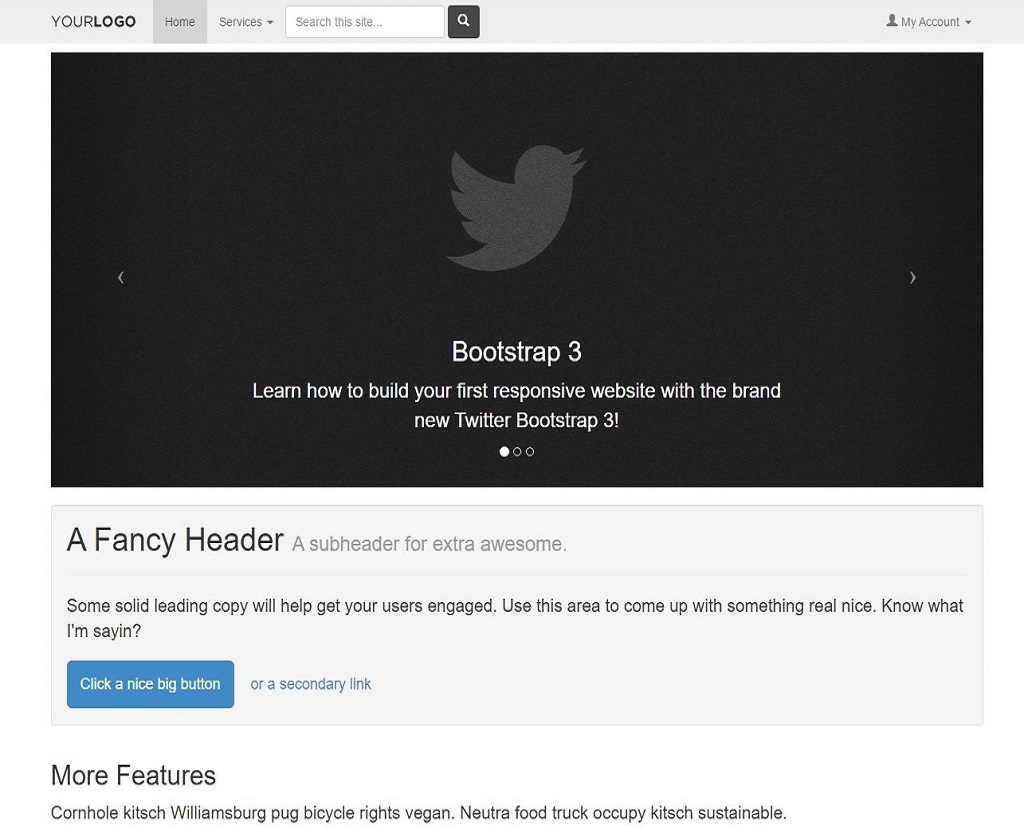 YOURLOGO Home Services Search this site... My Account
Bootstrap 3
Learn how to build your first responsive website with the brand
new Twitter Bootstrap 3!
A Fancy Header A subheader for extra awesome.
Some solid leading copy will help get your users engaged. Use this area to come up with something real nice. Know what
I'm sayin?
Click a nice big button or a secondary link
More Features
Cornhole kitsch Williamsburg pug bicycle rights vegan. Neutra food truck occupy kitsch sustainable.